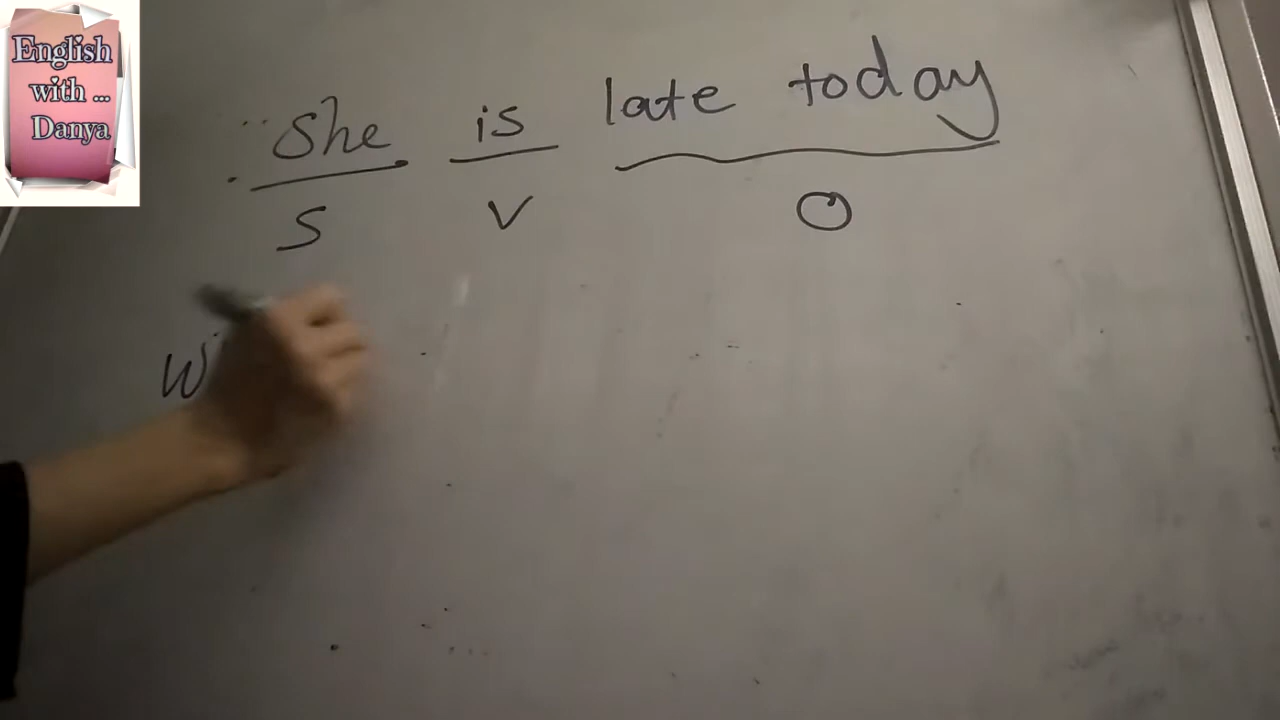 English
with ...
Danya
She is late today
S V O
W